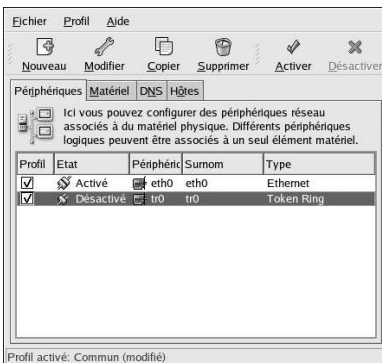 Fichier Profil Aide
Nouveau Modifier Copier Supprimer Activer Désactiver
Périphériques Matériel DNS Hôtes
Ici vous pouvez configurer des périphériques réseau
associés à du matériel physique. Différents périphériques
logiques peuvent être associés à un seul élément matériel.
Profil Etat Périphéric Surnom Type
Activé eth0 eth0 Ethernet
Désactivé tr0 tr0 Token Ring
Profil activé: Commun (modifié)